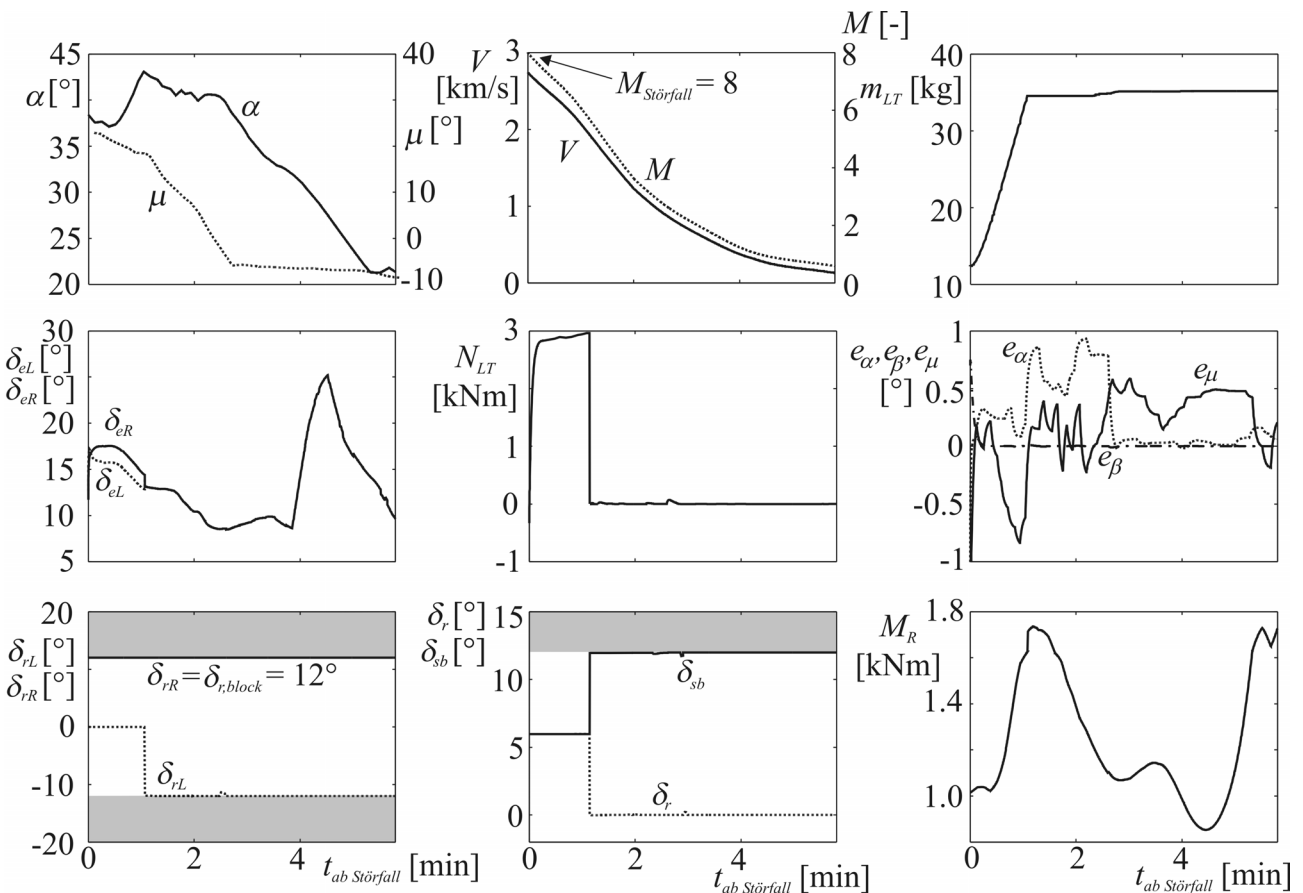 45
α [°]
40
35
30
25
20
α
μ
40
μ [°]
20
10
0
-10
3
V
[km/s]
2
1
0
M_Störfall = 8
V
M
M [-]
8
6
4
2
0
m_LT [kg]
40
30
20
10
30
δ_eL [°]
δ_eR [°]
25
20
15
10
5
δ_eR
δ_eL
3
N_LT
[kNm]
2
1
0
-1
1
e_α, e_β, e_μ
[°]
0.5
0
-0.5
-1
e_α
e_μ
e_β
20
δ_rL [°]
δ_rR [°]
10
0
-10
-20
δ_rR = δ_r,block = 12°
δ_rL
0 2 4
t_ab Störfall [min]
δ_r [°]
δ_sb [°]
15
10
5
0
δ_sb
δ_r
0 2 4
t_ab Störfall [min]
1.8
M_R
[kNm]
1.4
1.0
0 2 4
t_ab Störfall [min]